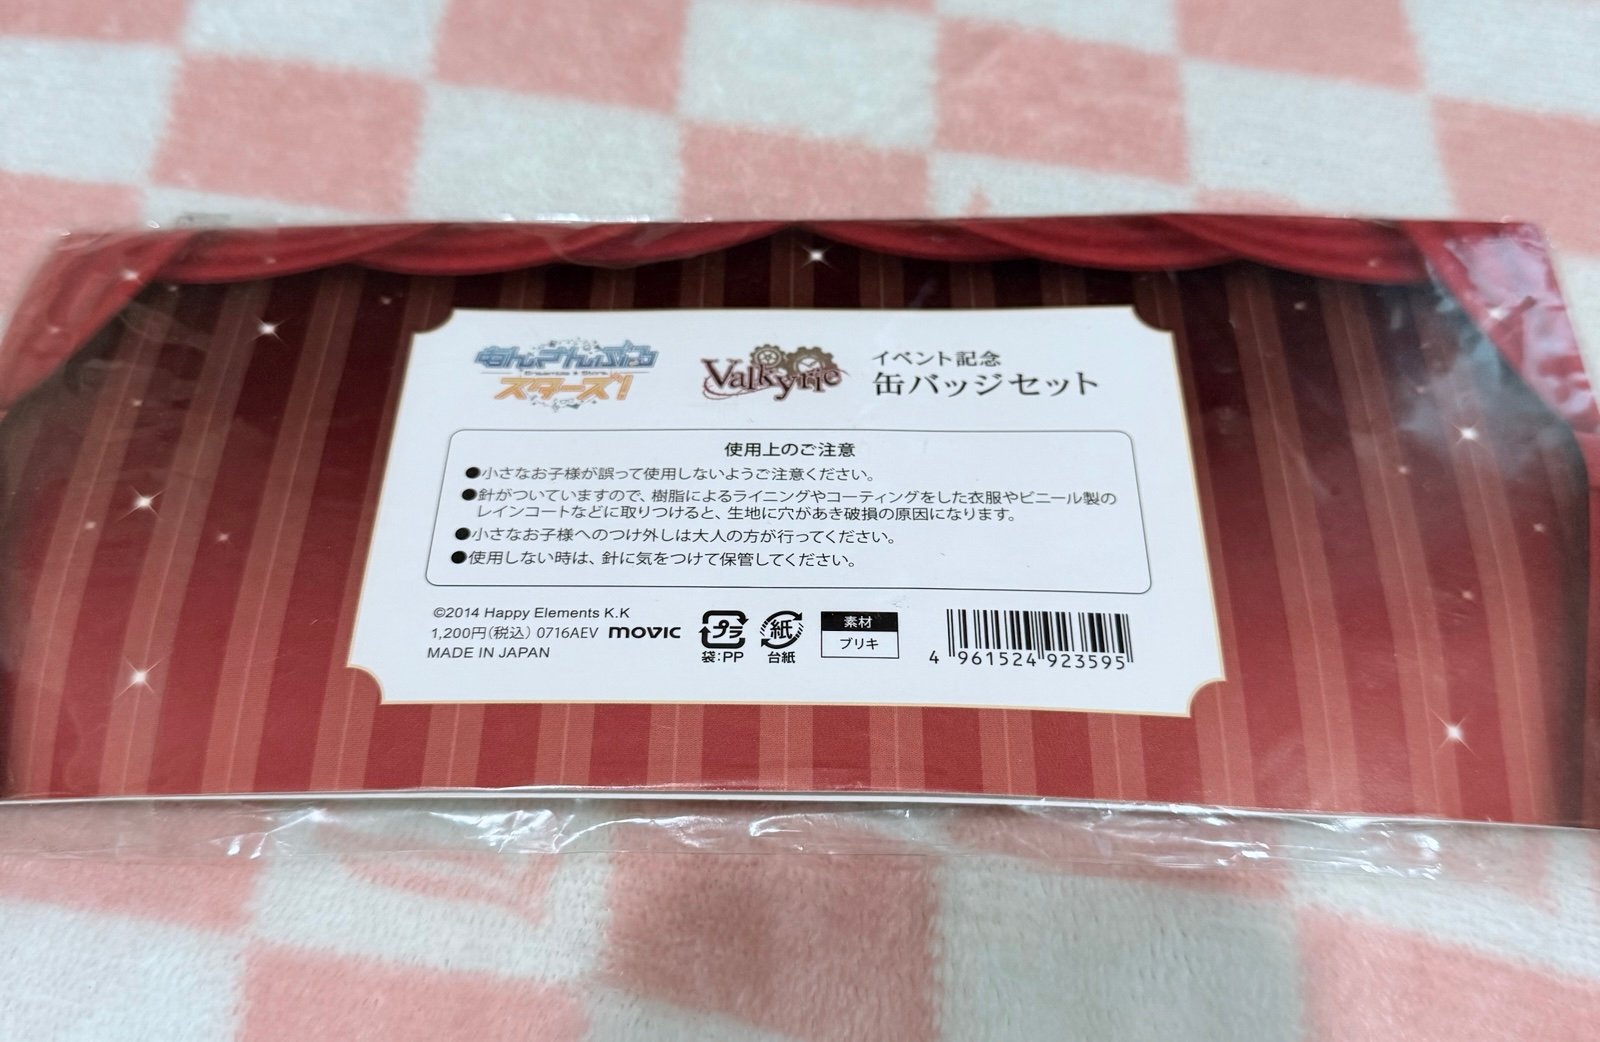 あんさんぶる
スターズ!
Valkyrie
イベント記念
缶バッジセット
使用上のご注意
●小さなお子様が誤って使用しないようご注意ください。
●針がついていますので、樹脂によるライニングやコーティングをした衣服やビニール製の
レインコートなどに取りつけると、生地に穴があき破損の原因になります。
●小さなお子様へのつけ外しは大人の方が行ってください。
●使用しない時は、針に気をつけて保管してください。
©2014 Happy Elements K.K
1,200円(税込) 0716AEV movic
MADE IN JAPAN
プラ
袋:PP
紙
台紙
素材
ブリキ
4 961524 923595